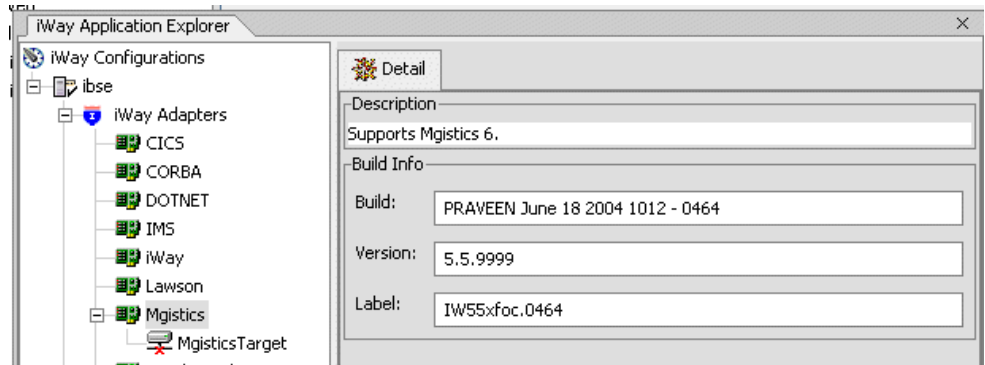 iWay Application Explorer
iWay Configurations
ibse
iWay Adapters
CICS
CORBA
DOTNET
IMS
iWay
Lawson
Mgistics
MgisticsTarget
Detail
Description
Supports Mgistics 6.
Build Info
Build: PRAVEEN June 18 2004 1012 - 0464
Version: 5.5.9999
Label: IW55xfoc.0464